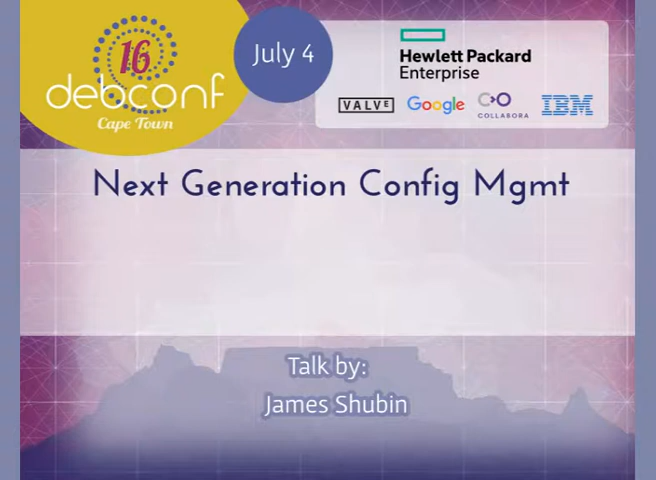 16
debconf
Cape Town
July 4
Hewlett Packard
Enterprise
VALVE
Google
COLLABORA
IBM
Next Generation Config Mgmt
Talk by:
James Shubin